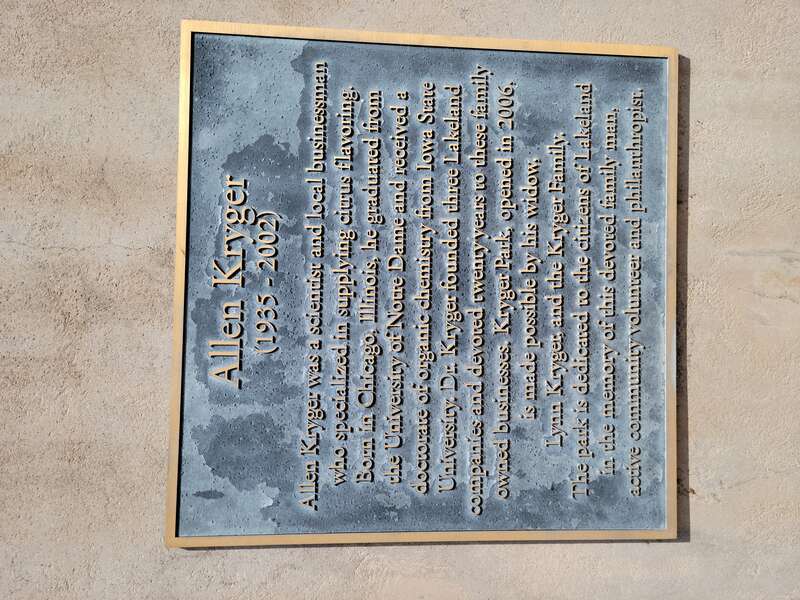 Allen Kryger
(1935 - 2002)
Allen Kryger was a scientist and local businessman
who specialized in supplying citrus flavoring.
Born in Chicago, Illinois, he graduated from
the University of Notre Dame and received a
doctorate of organic chemistry from Iowa State
University. Dr. Kryger founded three Lakeland
companies and devoted twenty years to these family
owned businesses. Kryger Park, opened in 2006,
is made possible by his widow,
Lynn Kryger, and the Kryger Family.
The park is dedicated to the citizens of Lakeland
in the memory of this devoted family man,
active community volunteer and philanthropist.